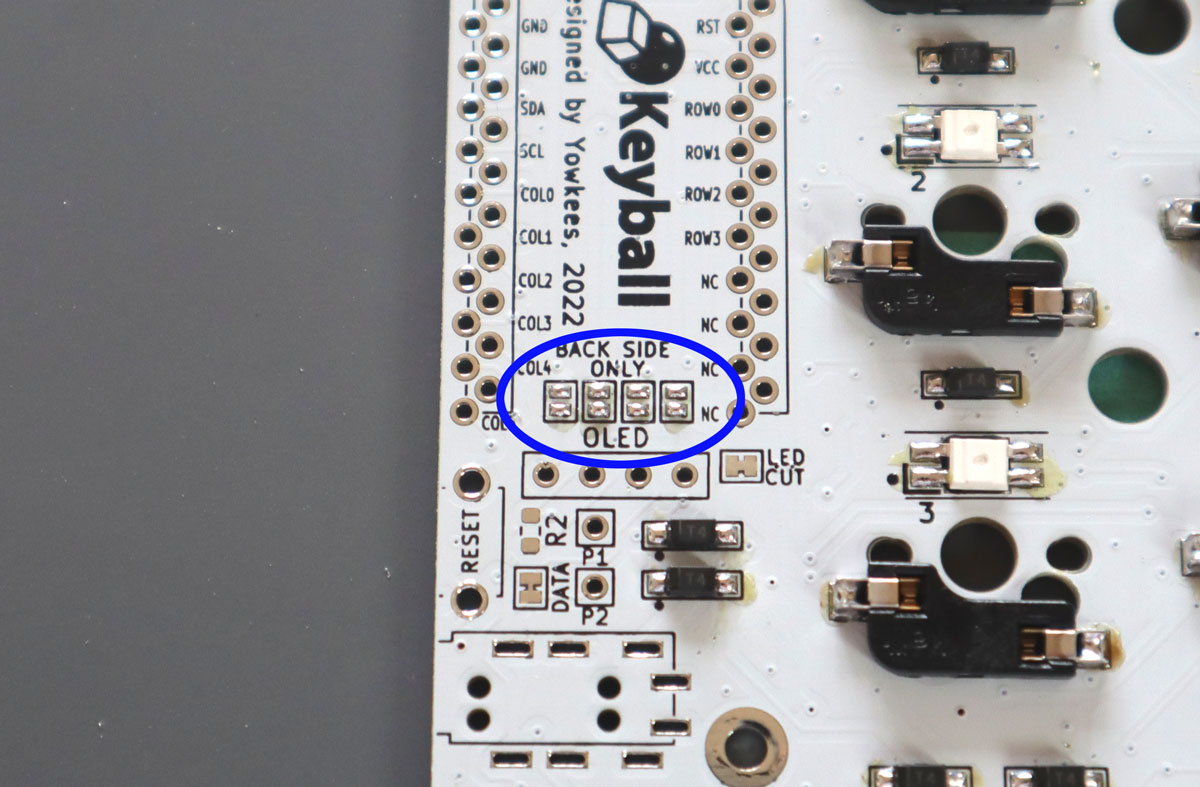 GND
GND
SDA
SCL
COL0
COL1
COL2
COL3
COL4
esigned by Yowkees, 2022
Keyball
RST
VCC
ROW0
ROW1
ROW2
ROW3
NC
NC
NC
NC
BACK SIDE
ONLY
OLED
LED
CUT
RESET
R2
P1
DATA
P2
T4
T4
T4
T4
T4
2
3